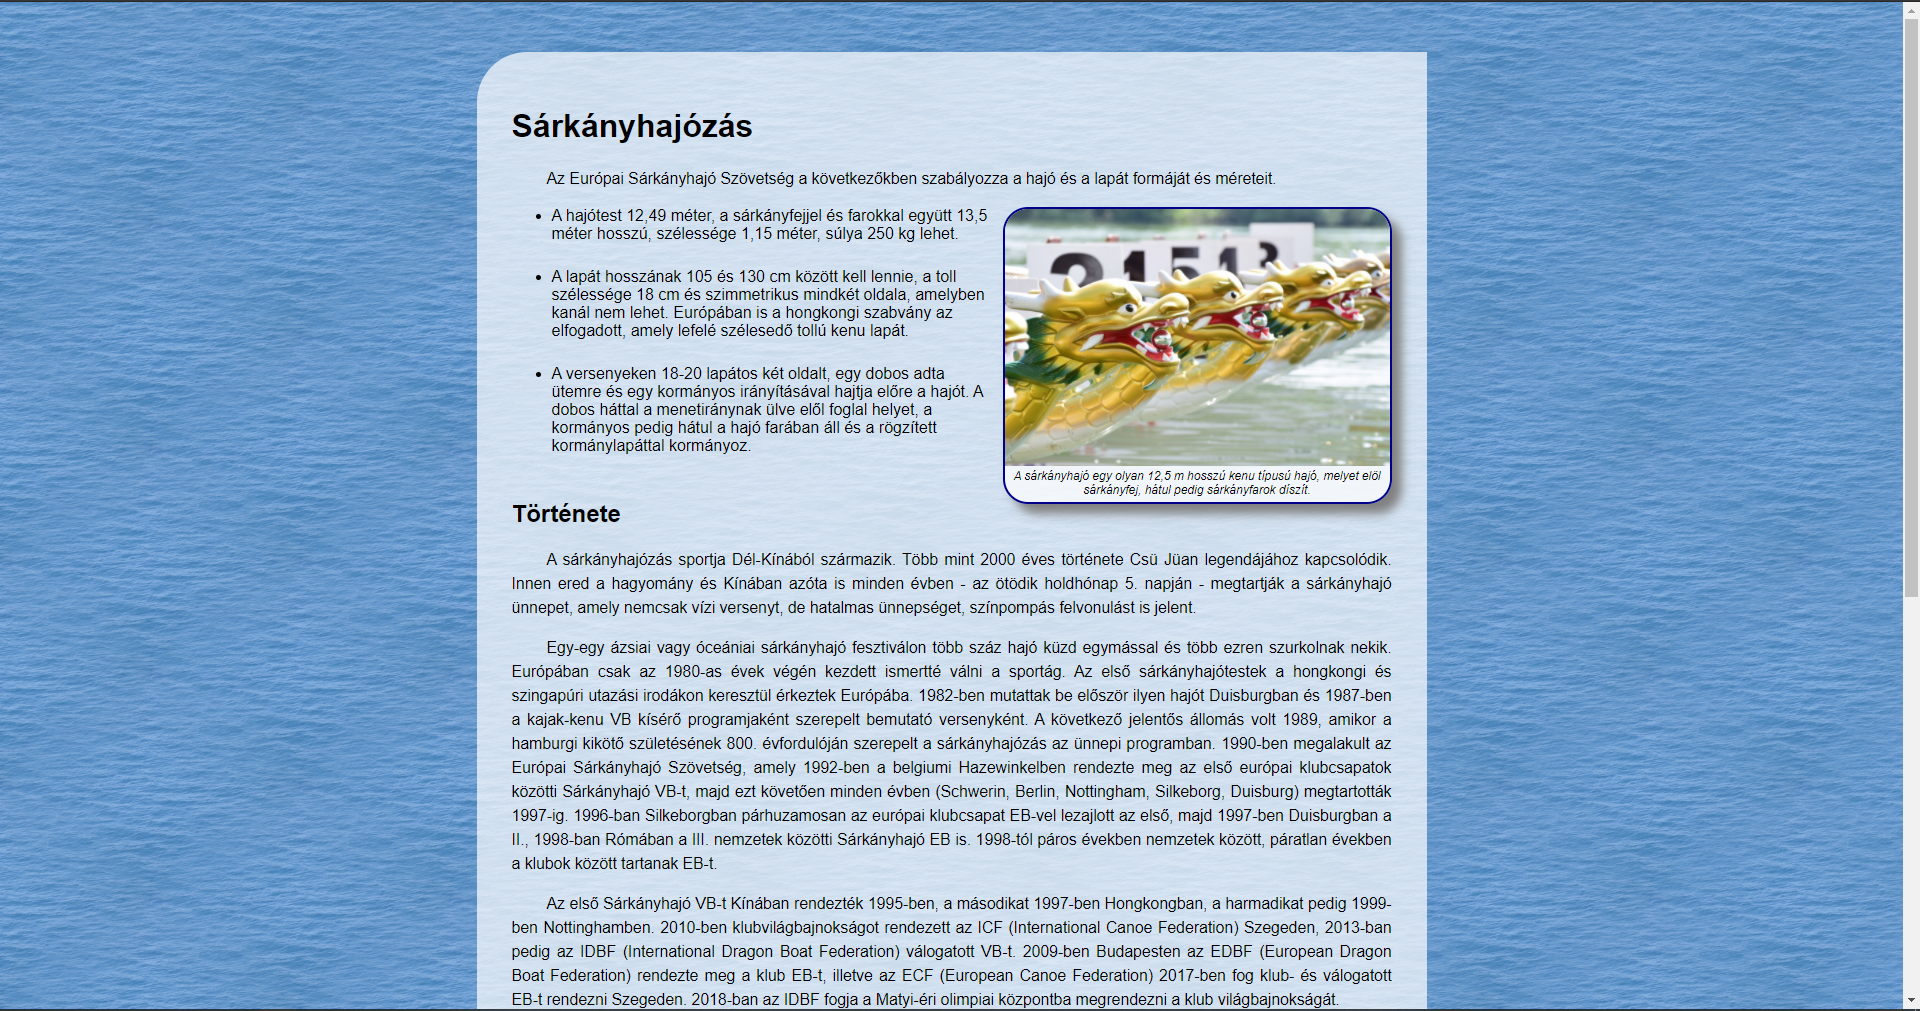 Sárkányhajózás
Az Európai Sárkányhajó Szövetség a következőkben szabályozza a hajó és a lapát formáját és méreteit.
• A hajótest 12,49 méter, a sárkányfejjel és farokkal együtt 13,5
méter hosszú, szélessége 1,15 méter, súlya 250 kg lehet.
• A lapát hosszának 105 és 130 cm között kell lennie, a toll
szélessége 18 cm és szimmetrikus mindkét oldala, amelyben
kanál nem lehet. Európában is a hongkongi szabvány az
elfogadott, amely lefelé szélesedő tollú kenu lapát.
• A versenyeken 18-20 lapátos két oldalt, egy dobos adta
ütemre és egy kormányos irányításával hajtja előre a hajót. A
dobos háttal a menetiránynak ülve elől foglal helyet, a
kormányos pedig hátul a hajó farában áll és a rögzített
kormánylapáttal kormányoz.
2 1 5 4 3
A sárkányhajó egy olyan 12,5 m hosszú kenu típusú hajó, melyet elöl
sárkányfej, hátul pedig sárkányfarok díszít.
Története
A sárkányhajózás sportja Dél-Kínából származik. Több mint 2000 éves története Csü Jüan legendájához kapcsolódik.
Innen ered a hagyomány és Kínában azóta is minden évben - az ötödik holdhónap 5. napján - megtartják a sárkányhajó
ünnepet, amely nemcsak vízi versenyt, de hatalmas ünnepséget, színpompás felvonulást is jelent.
Egy-egy ázsiai vagy óceániai sárkányhajó fesztiválon több száz hajó küzd egymással és több ezren szurkolnak nekik.
Európában csak az 1980-as évek végén kezdett ismertté válni a sportág. Az első sárkányhajótestek a hongkongi és
szingapúri utazási irodákon keresztül érkeztek Európába. 1982-ben mutattak be először ilyen hajót Duisburgban és 1987-ben
a kajak-kenu VB kísérő programjaként szerepelt bemutató versenyként. A következő jelentős állomás volt 1989, amikor a
hamburgi kikötő születésének 800. évfordulóján szerepelt a sárkányhajózás az ünnepi programban. 1990-ben megalakult az
Európai Sárkányhajó Szövetség, amely 1992-ben a belgiumi Hazewinkelben rendezte meg az első európai klubcsapatok
közötti Sárkányhajó VB-t, majd ezt követően minden évben (Schwerin, Berlin, Nottingham, Silkeborg, Duisburg) megtartották
1997-ig. 1996-ban Silkeborgban párhuzamosan az európai klubcsapat EB-vel lezajlott az első, majd 1997-ben Duisburgban a
II., 1998-ban Rómában a III. nemzetek közötti Sárkányhajó EB is. 1998-tól páros években nemzetek között, páratlan években
a klubok között tartanak EB-t.
Az első Sárkányhajó VB-t Kínában rendezték 1995-ben, a másodikat 1997-ben Hongkongban, a harmadikat pedig 1999-
ben Nottinghamben. 2010-ben klubvilágbajnokságot rendezett az ICF (International Canoe Federation) Szegeden, 2013-ban
pedig az IDBF (International Dragon Boat Federation) válogatott VB-t. 2009-ben Budapesten az EDBF (European Dragon
Boat Federation) rendezte meg a klub EB-t, illetve az ECF (European Canoe Federation) 2017-ben fog klub- és válogatott
EB-t rendezni Szegeden. 2018-ban az IDBF fogja a Matyi-éri olimpiai központba megrendezni a klub világbajnokságát.